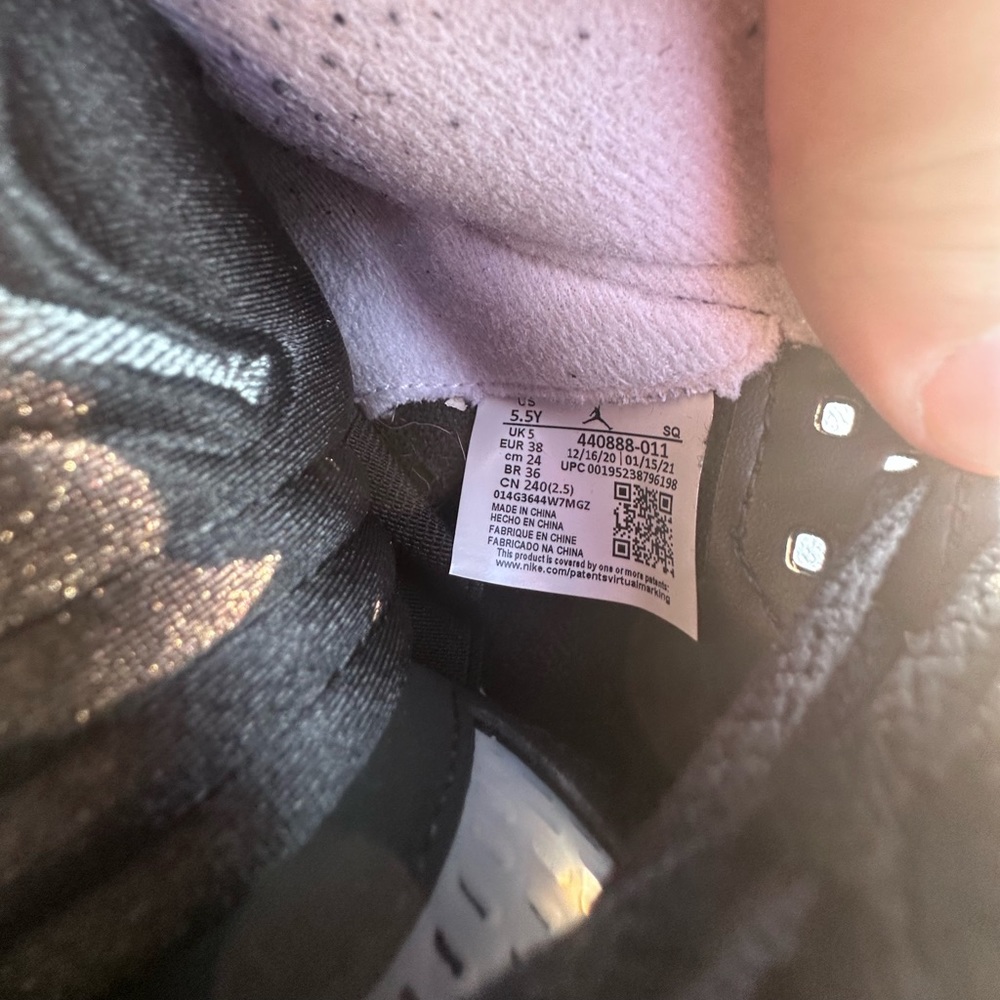 US
5.5Y
SQ
UK 5
440888-011
EUR 38
12/16/20 | 01/15/21
cm 24
UPC 00195238796198
BR 36
CN 240(2.5)
014G3644W7MGZ
MADE IN CHINA
HECHO EN CHINA
FABRIQUE EN CHINE
FABRICADO NA CHINA
This product is covered by one or more patents:
www.nike.com/patentsvirtualmarking